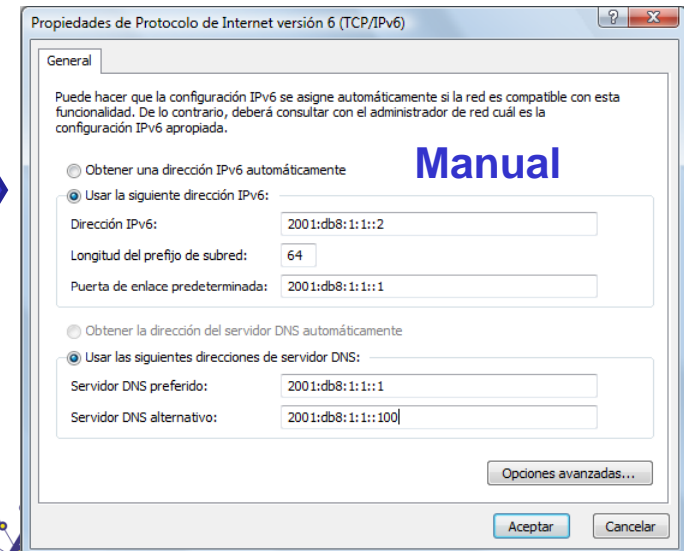 Propiedades de Protocolo de Internet versión 6 (TCP/IPv6)
General
Puede hacer que la configuración IPv6 se asigne automáticamente si la red es compatible con esta
funcionalidad. De lo contrario, deberá consultar con el administrador de red cuál es la
configuración IPv6 apropiada.
Manual
Obtener una dirección IPv6 automáticamente
Usar la siguiente dirección IPv6:
Dirección IPv6: 2001:db8:1:1::2
Longitud del prefijo de subred: 64
Puerta de enlace predeterminada: 2001:db8:1:1::1
Obtener la dirección del servidor DNS automáticamente
Usar las siguientes direcciones de servidor DNS:
Servidor DNS preferido: 2001:db8:1:1::1
Servidor DNS alternativo: 2001:db8:1:1::100
Opciones avanzadas...
Aceptar Cancelar